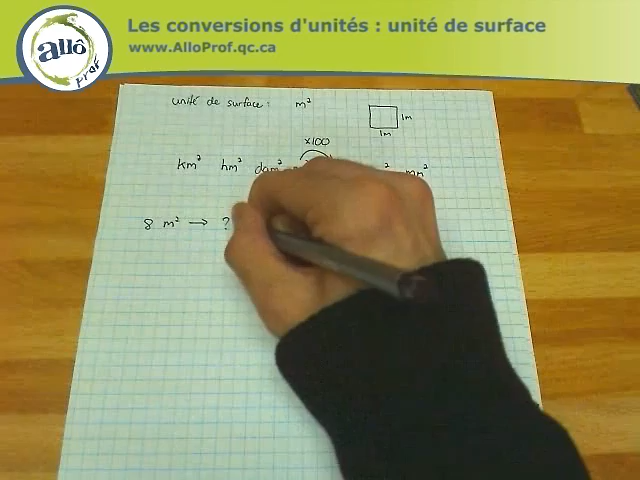 Les conversions d'unités : unité de surface
www.AlloProf.qc.ca
allô prof
unité de surface : m²
1m
1m
x100
km² hm² dam² mm²
8 m² → ?